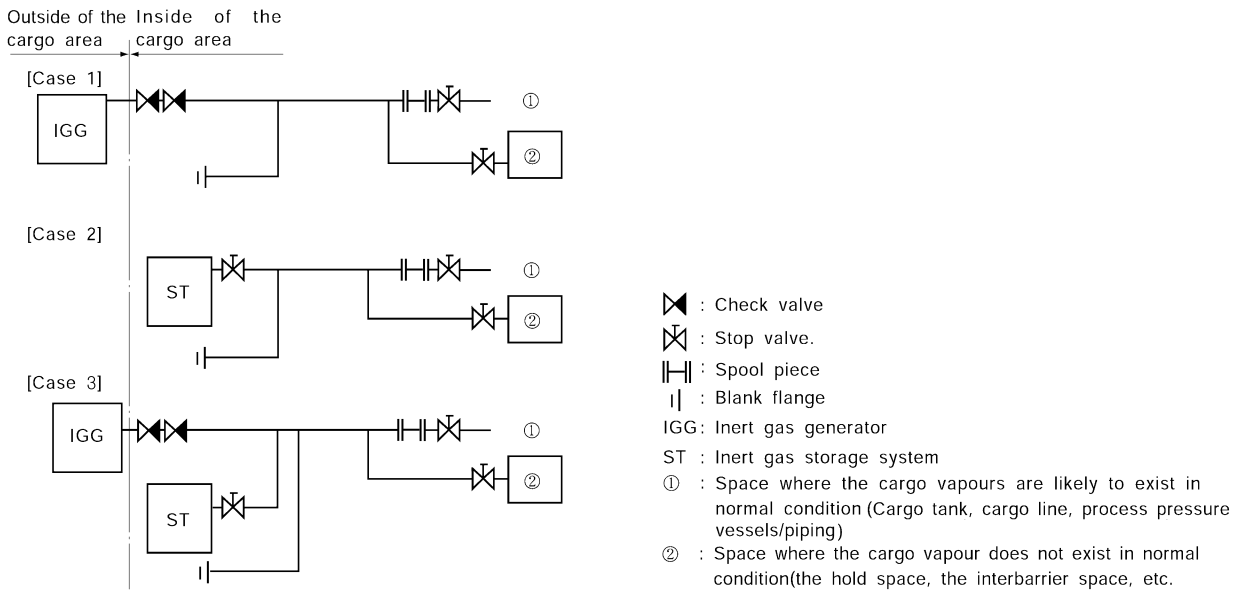 Outside of the
cargo area
Inside of the
cargo area
[Case 1]
IGG
①
②
[Case 2]
ST
①
②
[Case 3]
IGG
ST
①
②
: Check valve
: Stop valve.
: Spool piece
: Blank flange
IGG: Inert gas generator
ST : Inert gas storage system
① : Space where the cargo vapours are likely to exist in
normal condition (Cargo tank, cargo line, process pressure
vessels/piping)
② : Space where the cargo vapour does not exist in normal
condition(the hold space, the interbarrier space, etc.